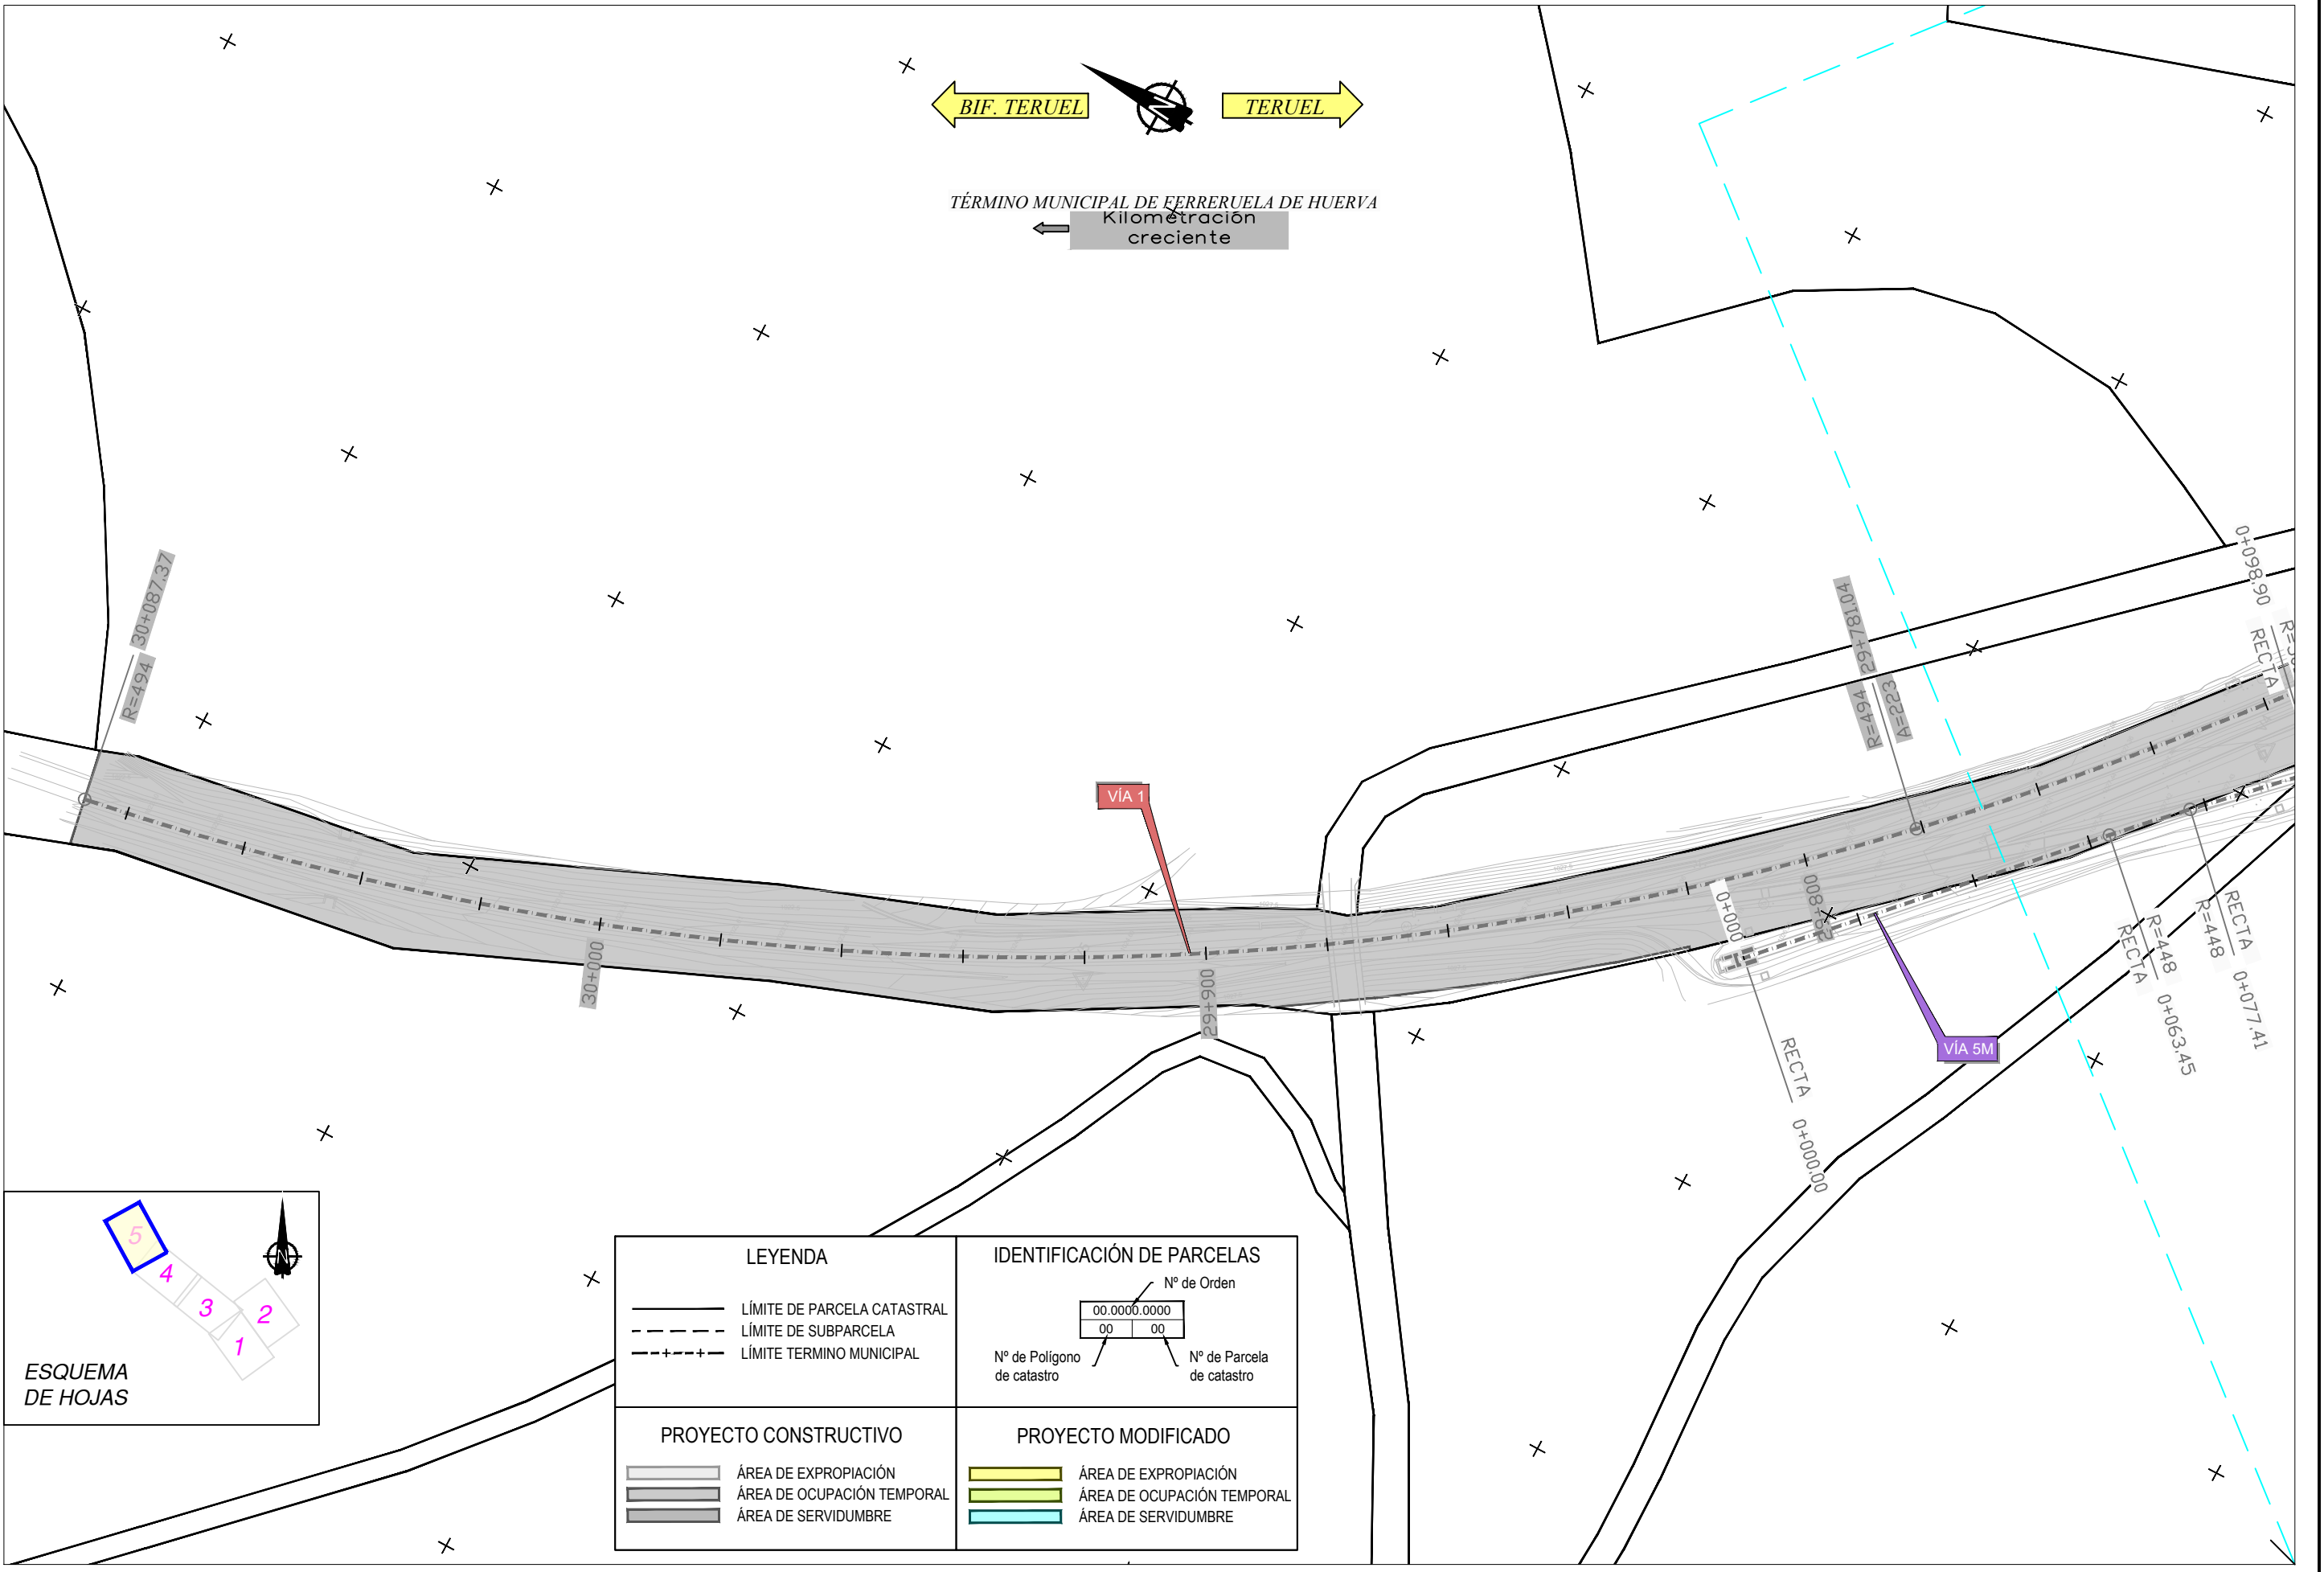 BIF. TERUEL
N
TERUEL
TÉRMINO MUNICIPAL DE FERRERUELA DE HUERVA
Kilometración
creciente
30+087.37
R=494
VÍA 1
29+781.04
R=494
A=223
0+098.90
RECTA
30+000
29+900
29+800
0+000
RECTA
0+000.00
VÍA 5M
R=448
RECTA
0+063.45
RECTA
R=448
0+077.41
5
4
3
2
1
ESQUEMA
DE HOJAS
LEYENDA
LÍMITE DE PARCELA CATASTRAL
LÍMITE DE SUBPARCELA
LÍMITE TERMINO MUNICIPAL
IDENTIFICACIÓN DE PARCELAS
Nº de Orden
00.0000.0000
00 00
Nº de Polígono
de catastro
Nº de Parcela
de catastro
PROYECTO CONSTRUCTIVO
ÁREA DE EXPROPIACIÓN
ÁREA DE OCUPACIÓN TEMPORAL
ÁREA DE SERVIDUMBRE
PROYECTO MODIFICADO
ÁREA DE EXPROPIACIÓN
ÁREA DE OCUPACIÓN TEMPORAL
ÁREA DE SERVIDUMBRE